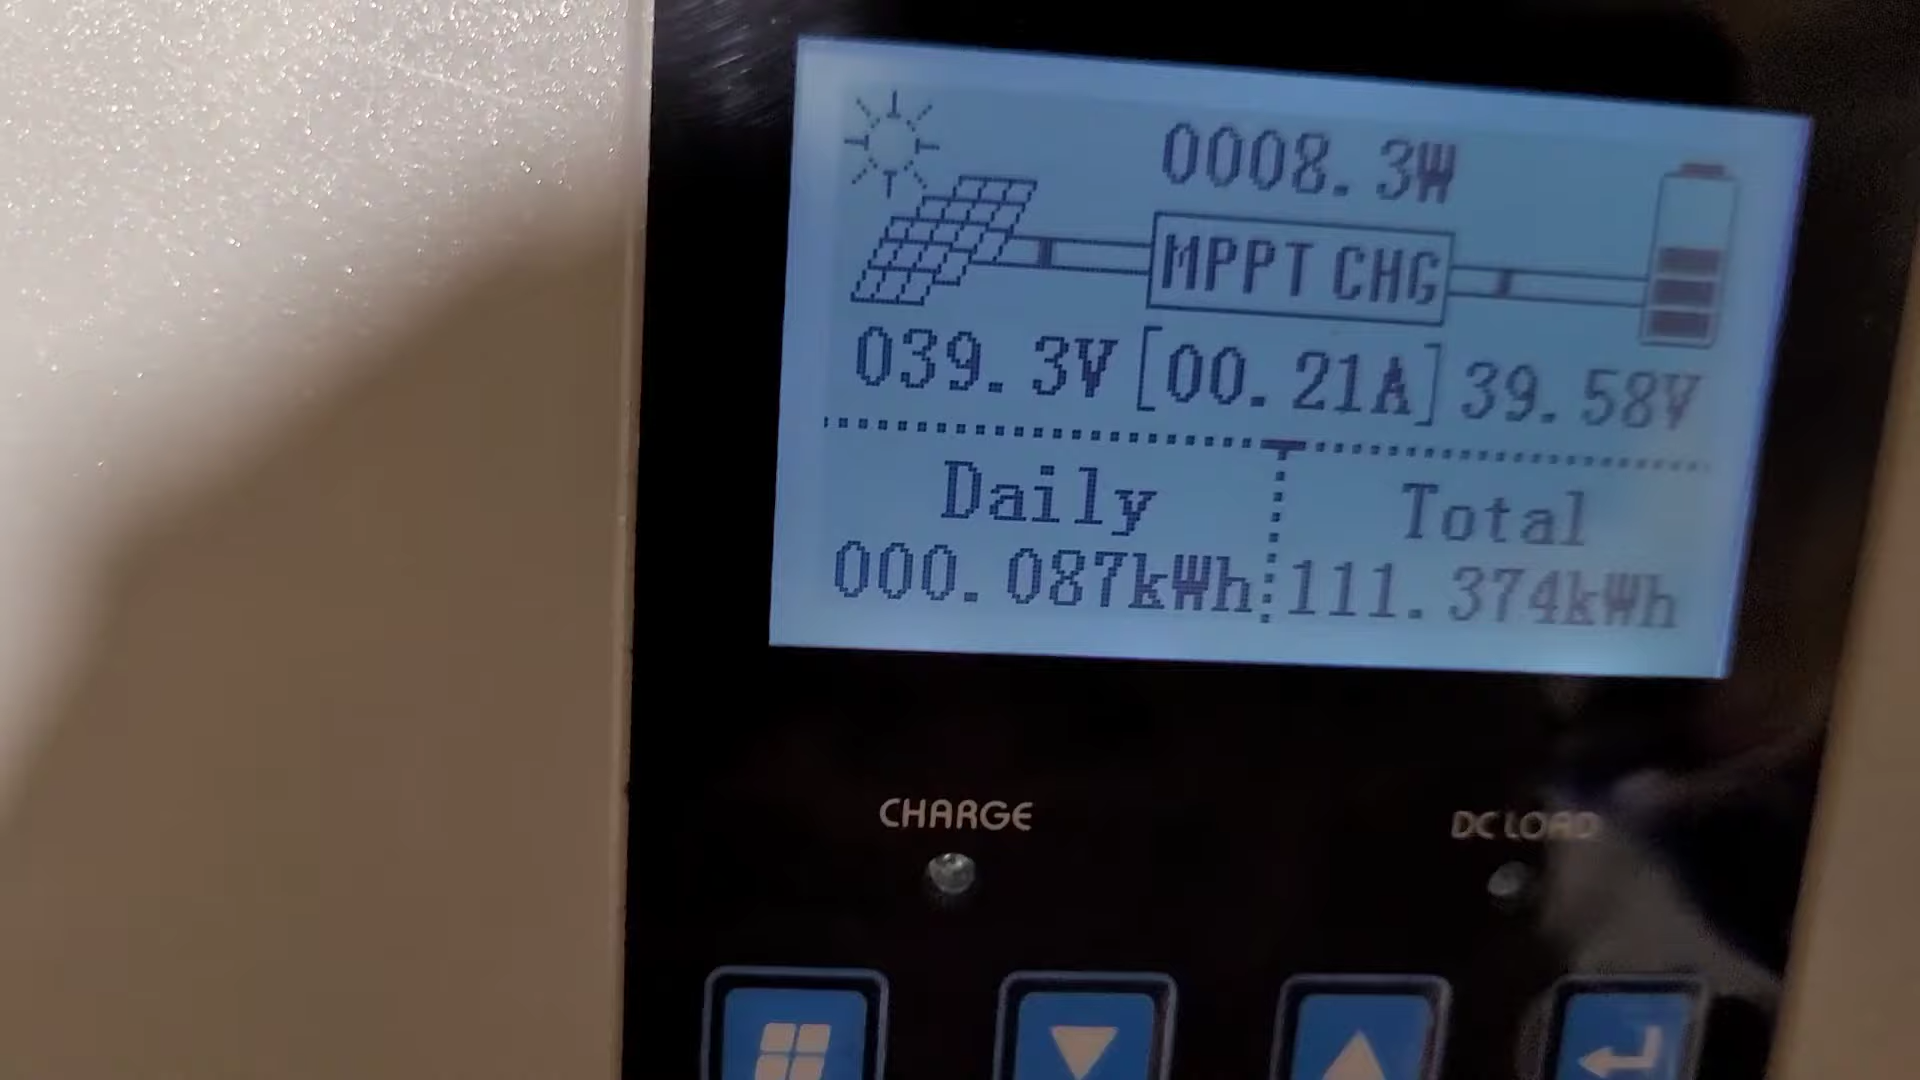 0008.3W
MPPT CHG
039.3V [00.21A] 39.58V
Daily Total
000.087kWh 111.374kWh
CHARGE DC LOAD